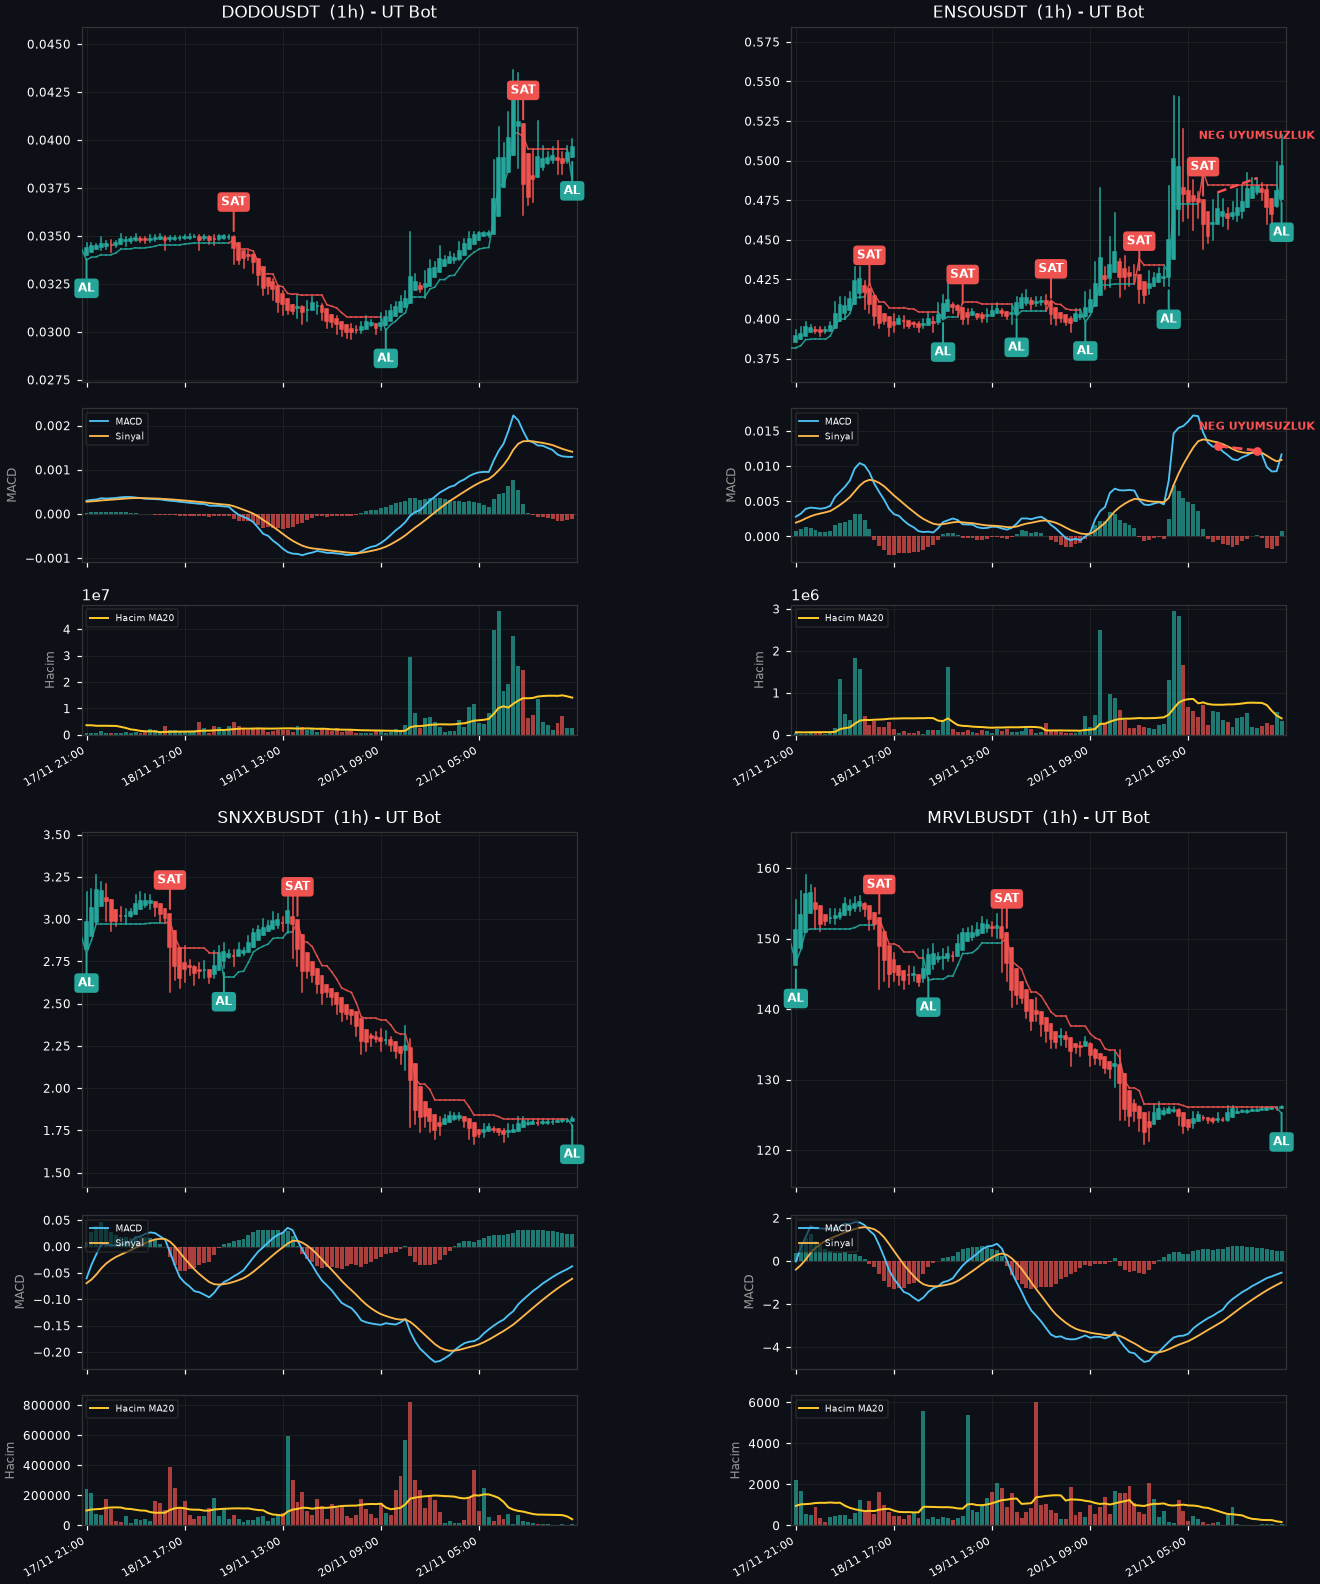 DODOUSDT (1h) - UT Bot
0.0450
0.0425
0.0400
0.0375
0.0350
0.0325
0.0300
0.0275
SAT
SAT
AL
AL
AL
MACD
Sinyal
MACD
0.002
0.001
0.000
−0.001
1e7
Hacim MA20
Hacim
4
3
2
1
0
17/11 21:00
18/11 17:00
19/11 13:00
20/11 09:00
21/11 05:00
ENSOUSDT (1h) - UT Bot
0.575
0.550
0.525
0.500
0.475
0.450
0.425
0.400
0.375
NEG UYUMSUZLUK
SAT
SAT
SAT
SAT
SAT
AL
AL
AL
AL
AL
MACD
Sinyal
NEG UYUMSUZLUK
MACD
0.015
0.010
0.005
0.000
1e6
Hacim MA20
Hacim
3
2
1
0
17/11 21:00
18/11 17:00
19/11 13:00
20/11 09:00
21/11 05:00
SNXXBUSDT (1h) - UT Bot
3.50
3.25
3.00
2.75
2.50
2.25
2.00
1.75
1.50
SAT
SAT
AL
AL
AL
MACD
Sinyal
MACD
0.05
0.00
−0.05
−0.10
−0.15
−0.20
Hacim MA20
Hacim
800000
600000
400000
200000
0
17/11 21:00
18/11 17:00
19/11 13:00
20/11 09:00
21/11 05:00
MRVLBUSDT (1h) - UT Bot
160
150
140
130
120
SAT
SAT
AL
AL
AL
MACD
Sinyal
MACD
2
0
−2
−4
Hacim MA20
Hacim
6000
4000
2000
0
17/11 21:00
18/11 17:00
19/11 13:00
20/11 09:00
21/11 05:00